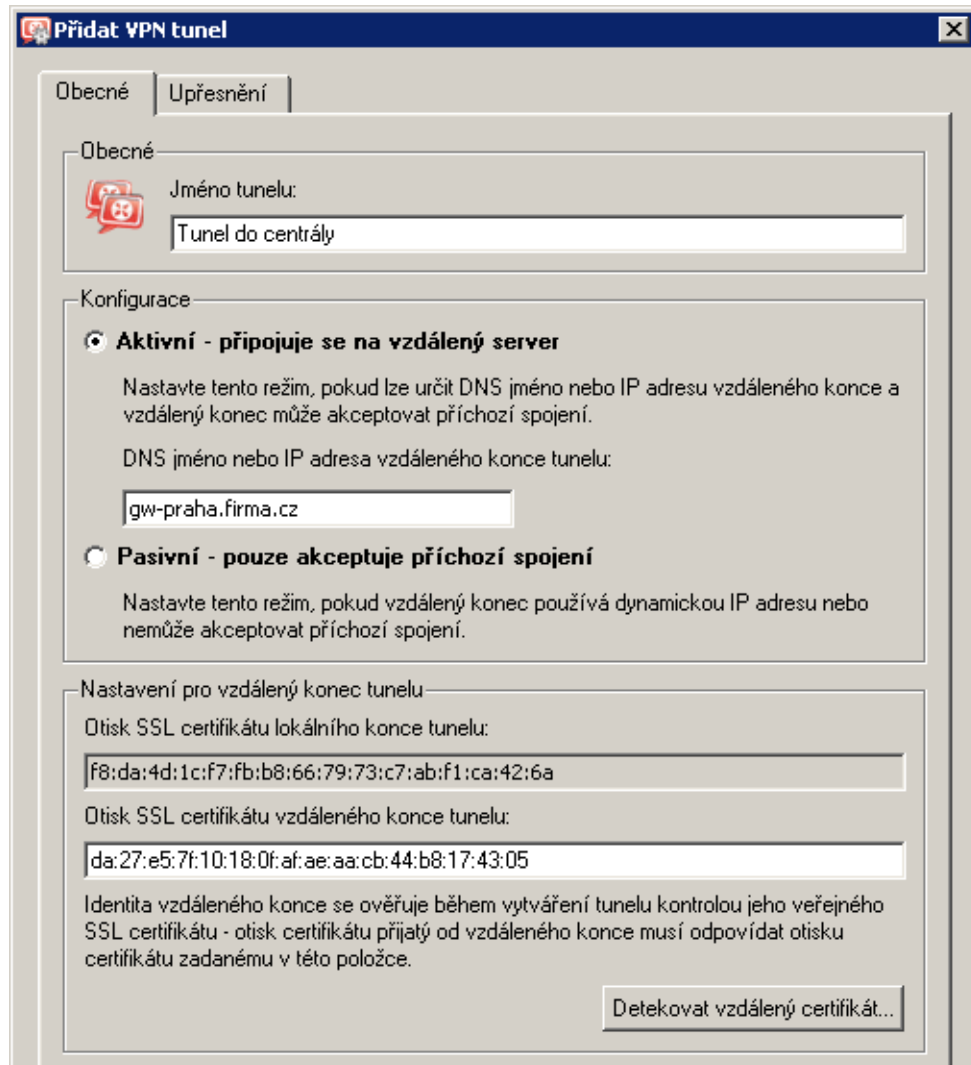 Přidat VPN tunel
Obecné
Upřesnění
Obecné
Jméno tunelu:
Tunel do centrály
Konfigurace
Aktivní - připojuje se na vzdálený server
Nastavte tento režim, pokud lze určit DNS jméno nebo IP adresu vzdáleného konce a
vzdálený konec může akceptovat příchozí spojení.
DNS jméno nebo IP adresa vzdáleného konce tunelu:
gw-praha.firma.cz
Pasivní - pouze akceptuje příchozí spojení
Nastavte tento režim, pokud vzdálený konec používá dynamickou IP adresu nebo
nemůže akceptovat příchozí spojení.
Nastavení pro vzdálený konec tunelu
Otisk SSL certifikátu lokálního konce tunelu:
f8:da:4d:1c:f7:fb:b8:66:79:73:c7:ab:f1:ca:42:6a
Otisk SSL certifikátu vzdáleného konce tunelu:
da:27:e5:7f:10:18:0f:af:ae:aa:cb:44:b8:17:43:05
Identita vzdáleného konce se ověřuje během vytváření tunelu kontrolou jeho veřejného
SSL certifikátu - otisk certifikátu přijatý od vzdáleného konce musí odpovídat otisku
certifikátu zadanému v této položce.
Detekovat vzdálený certifikát...